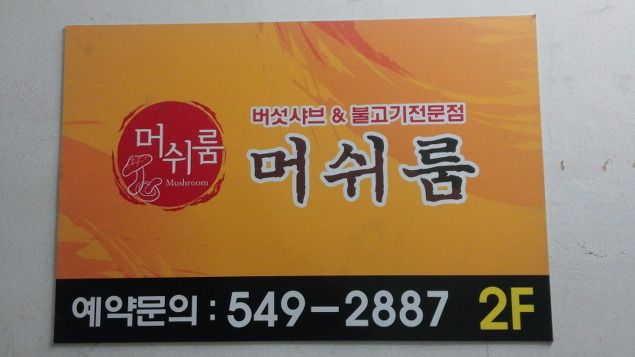 머쉬룸
Mushroom
버섯샤브 & 불고기전문점
머쉬룸
예약문의 : 549-2887 2F